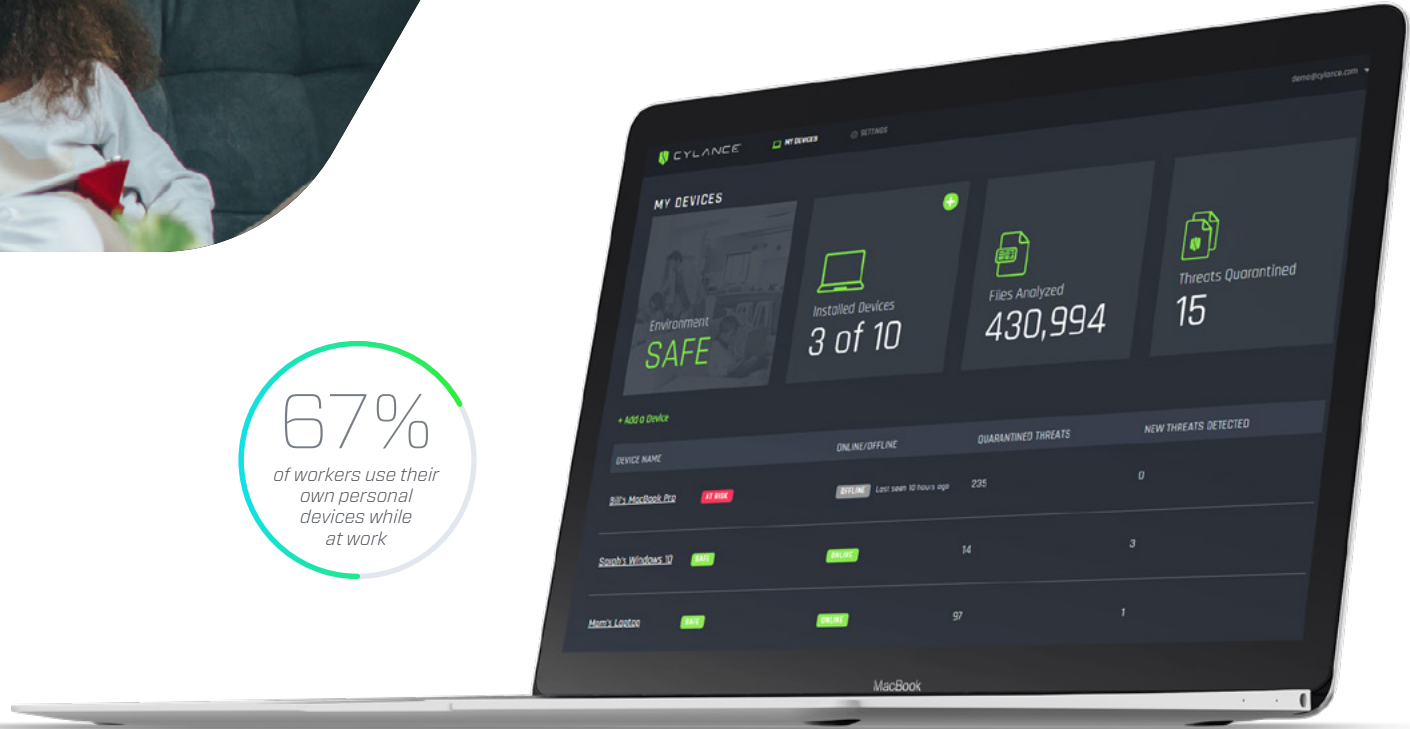 demo@cylance.com
CYLANCE
MY DEVICES
SETTINGS
MY DEVICES
Environment
SAFE
Installed Devices
3 of 10
Files Analyzed
430,994
Threats Quarantined
15
+ Add a Device
DEVICE NAME ONLINE/OFFLINE QUARANTINED THREATS NEW THREATS DETECTED
Bill's MacBook Pro AT RISK OFFLINE Last seen 10 hours ago 235 0
Sarah's Windows 10 SAFE ONLINE 14 3
Mom's Laptop SAFE ONLINE 97 1
MacBook
67%
of workers use their
own personal
devices while
at work